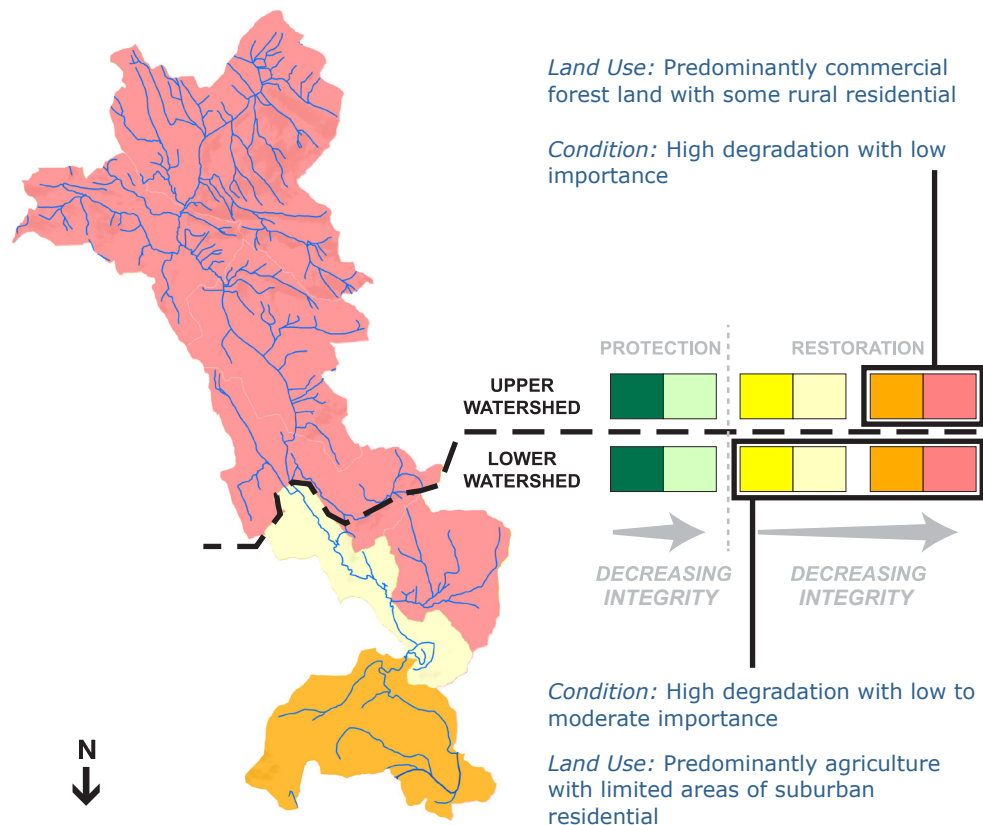 Land Use: Predominantly commercial
forest land with some rural residential
Condition: High degradation with low
importance
PROTECTION
RESTORATION
UPPER
WATERSHED
LOWER
WATERSHED
DECREASING
INTEGRITY
DECREASING
INTEGRITY
Condition: High degradation with low to
moderate importance
Land Use: Predominantly agriculture
with limited areas of suburban
residential
N